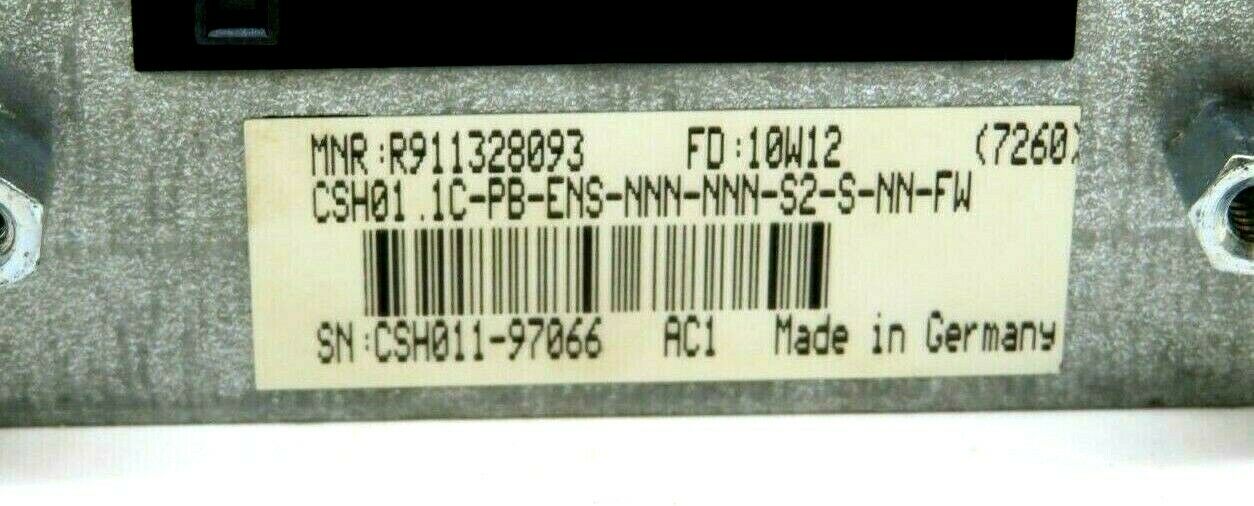 MNR:R911328093 FD:10W12 (7260)
CSH01.1C-PB-ENS-NNN-NNN-S2-S-NN-FW
SN:CSH011-97066 AC1 Made in Germany